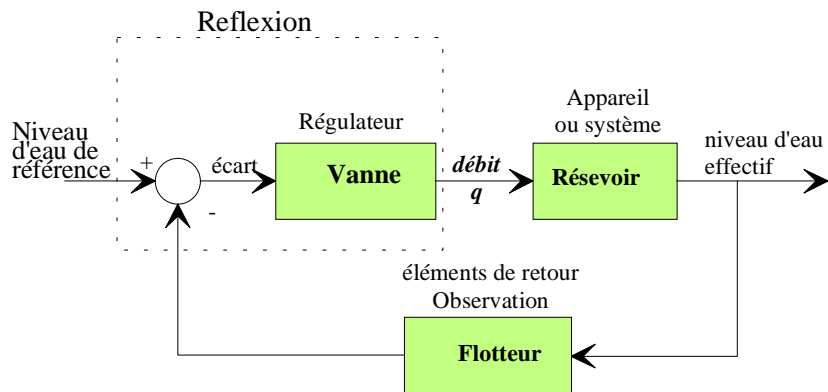 Reflexion
Niveau
d'eau de
référence
+
-
écart
Régulateur
Vanne
débit
q
Appareil
ou système
Résevoir
niveau d'eau
effectif
éléments de retour
Observation
Flotteur